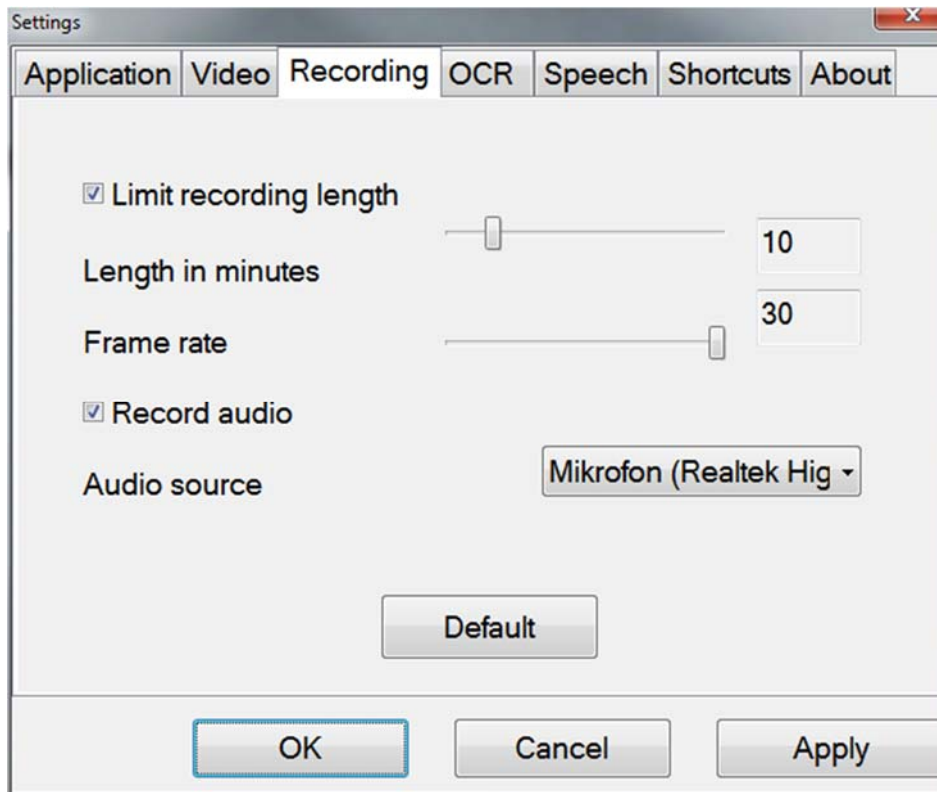 Settings
Application Video Recording OCR Speech Shortcuts About
Limit recording length
Length in minutes 10
Frame rate 30
Record audio
Audio source Mikrofon (Realtek Hig
Default
OK Cancel Apply